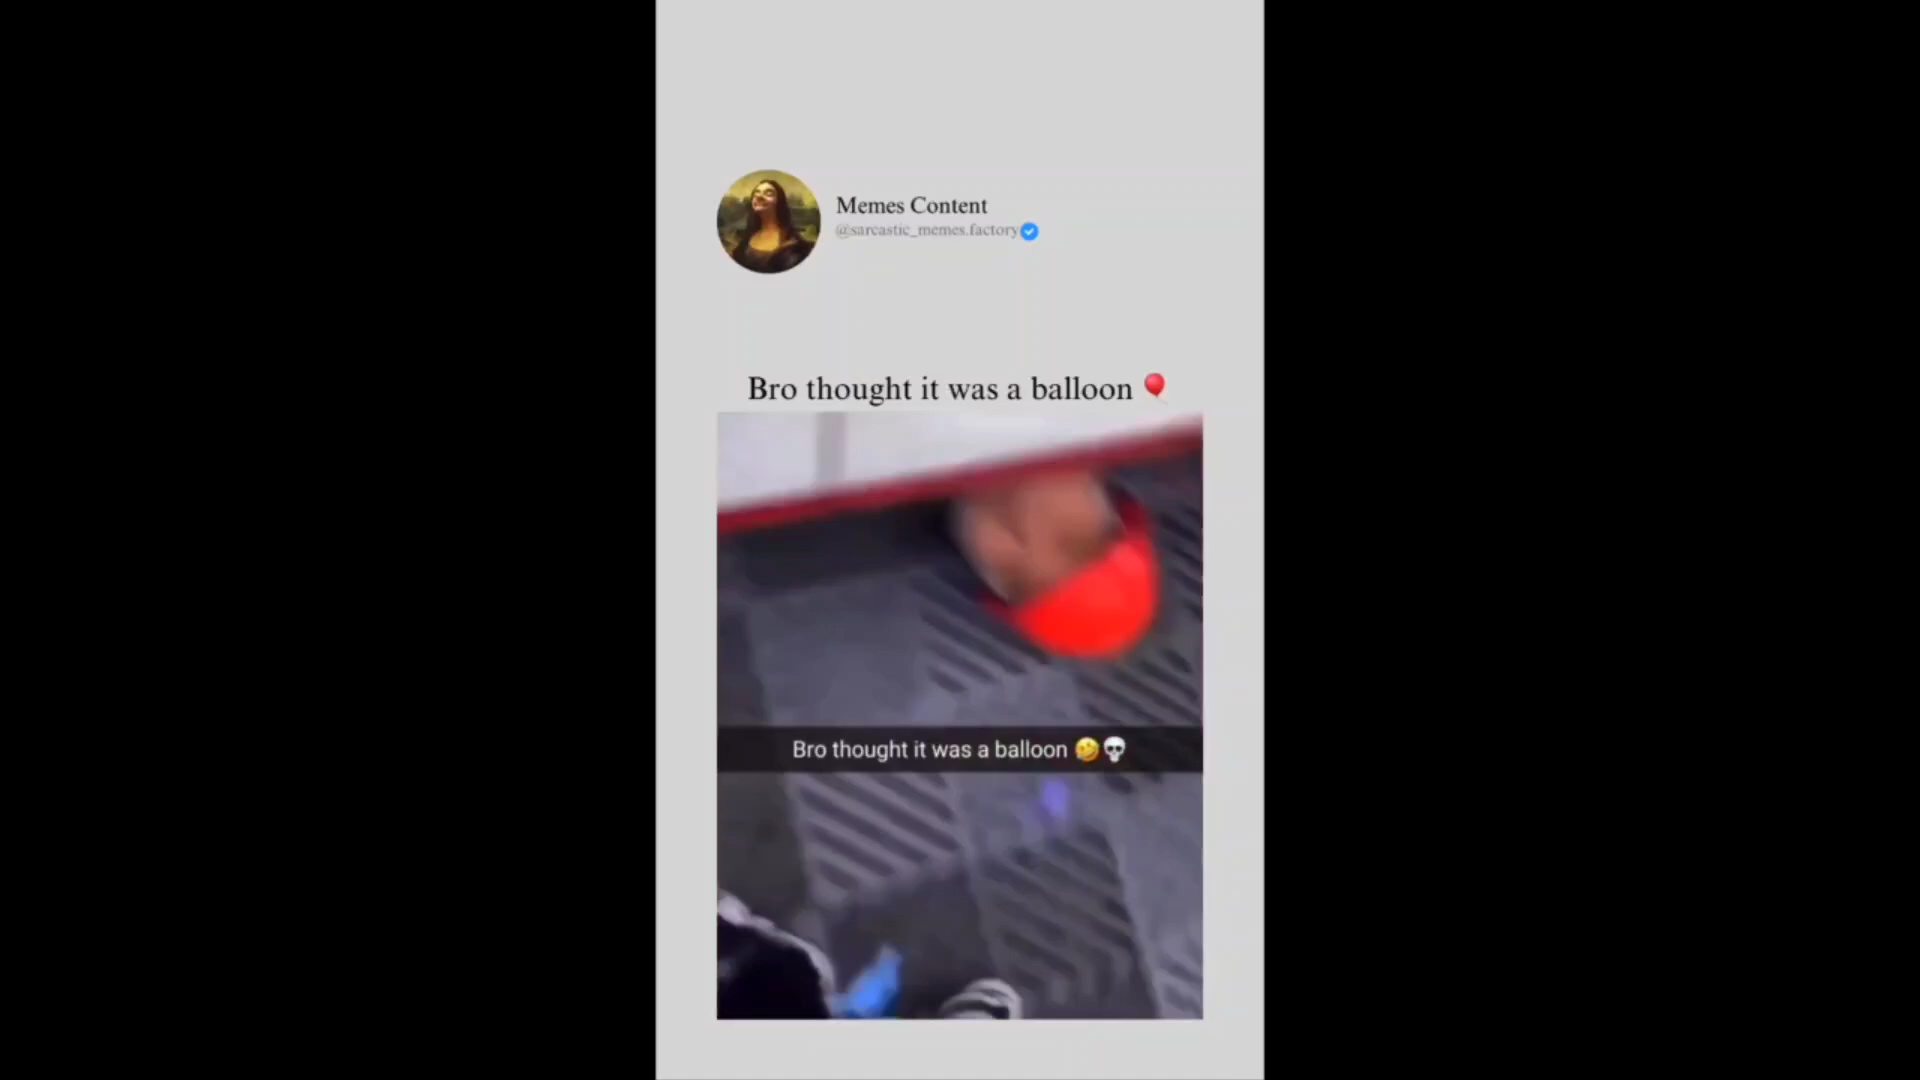 Memes Content
@sarcastic_memes.factory
Bro thought it was a balloon 🎈
Bro thought it was a balloon 🤣💀